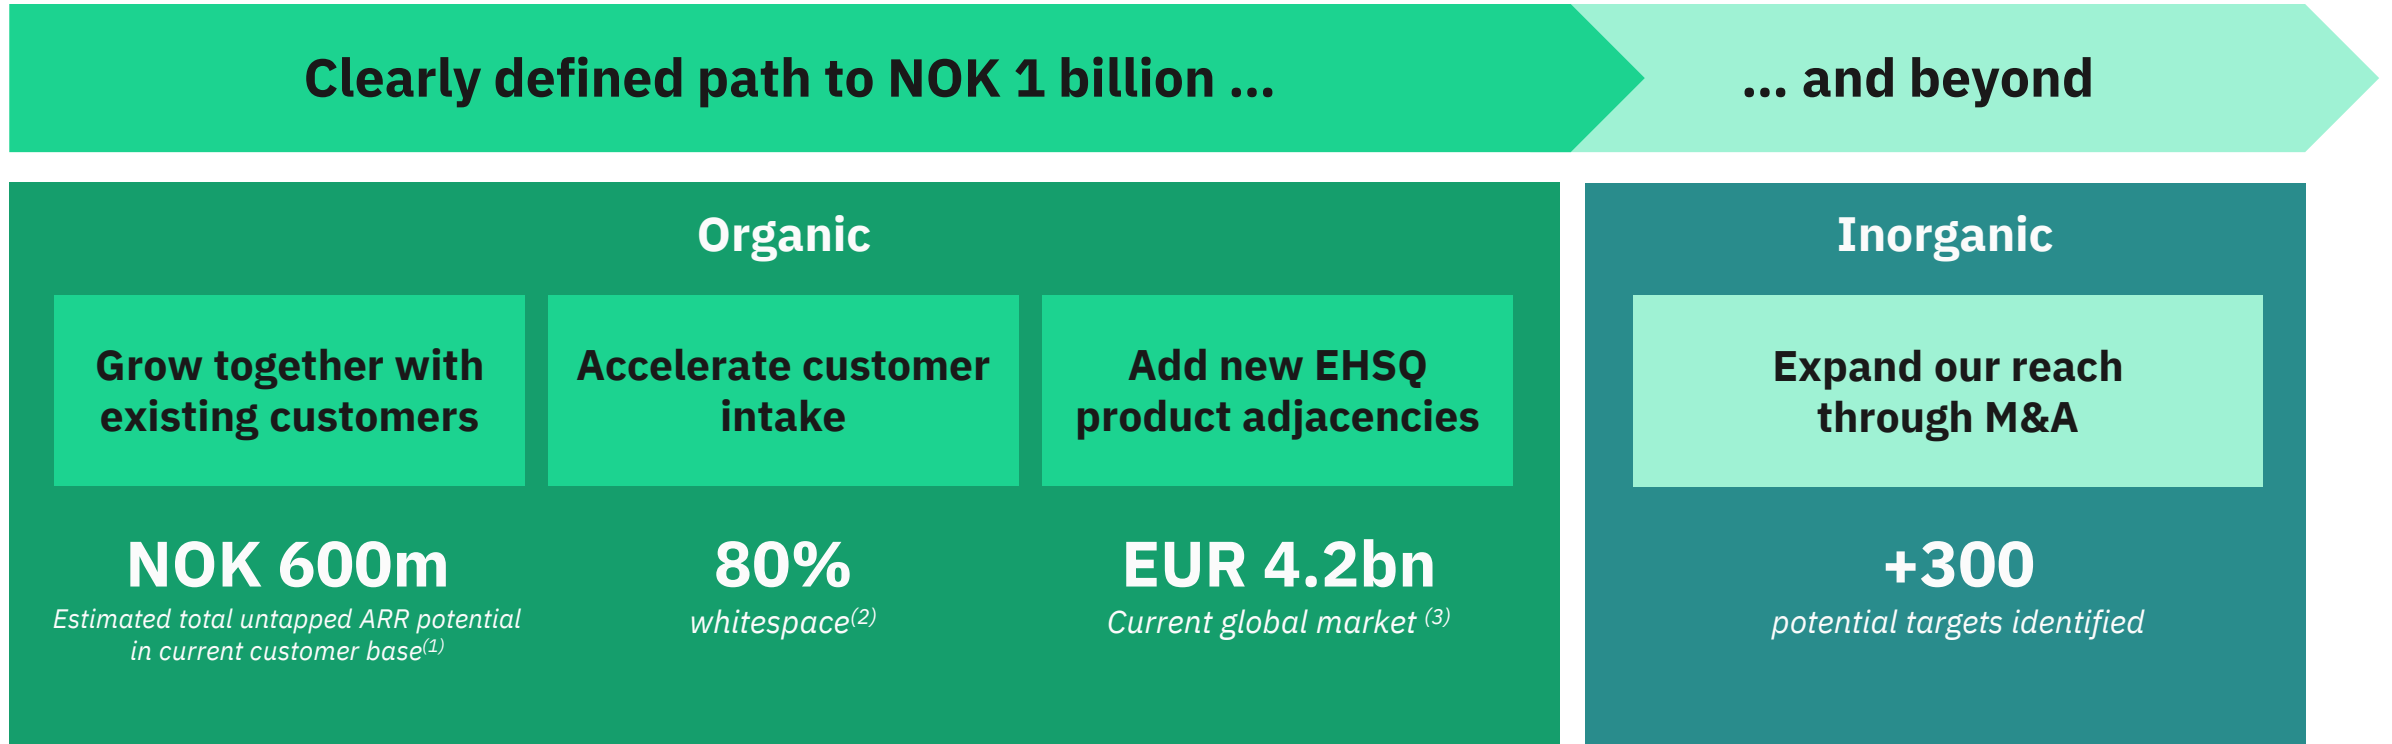 Clearly defined path to NOK 1 billion ...
... and beyond
Organic
Grow together with
existing customers
NOK 600m
Estimated total untapped ARR potential
in current customer base(1)
Accelerate customer
intake
80%
whitespace(2)
Add new EHSQ
product adjacencies
EUR 4.2bn
Current global market (3)
Inorganic
Expand our reach
through M&A
+300
potential targets identified